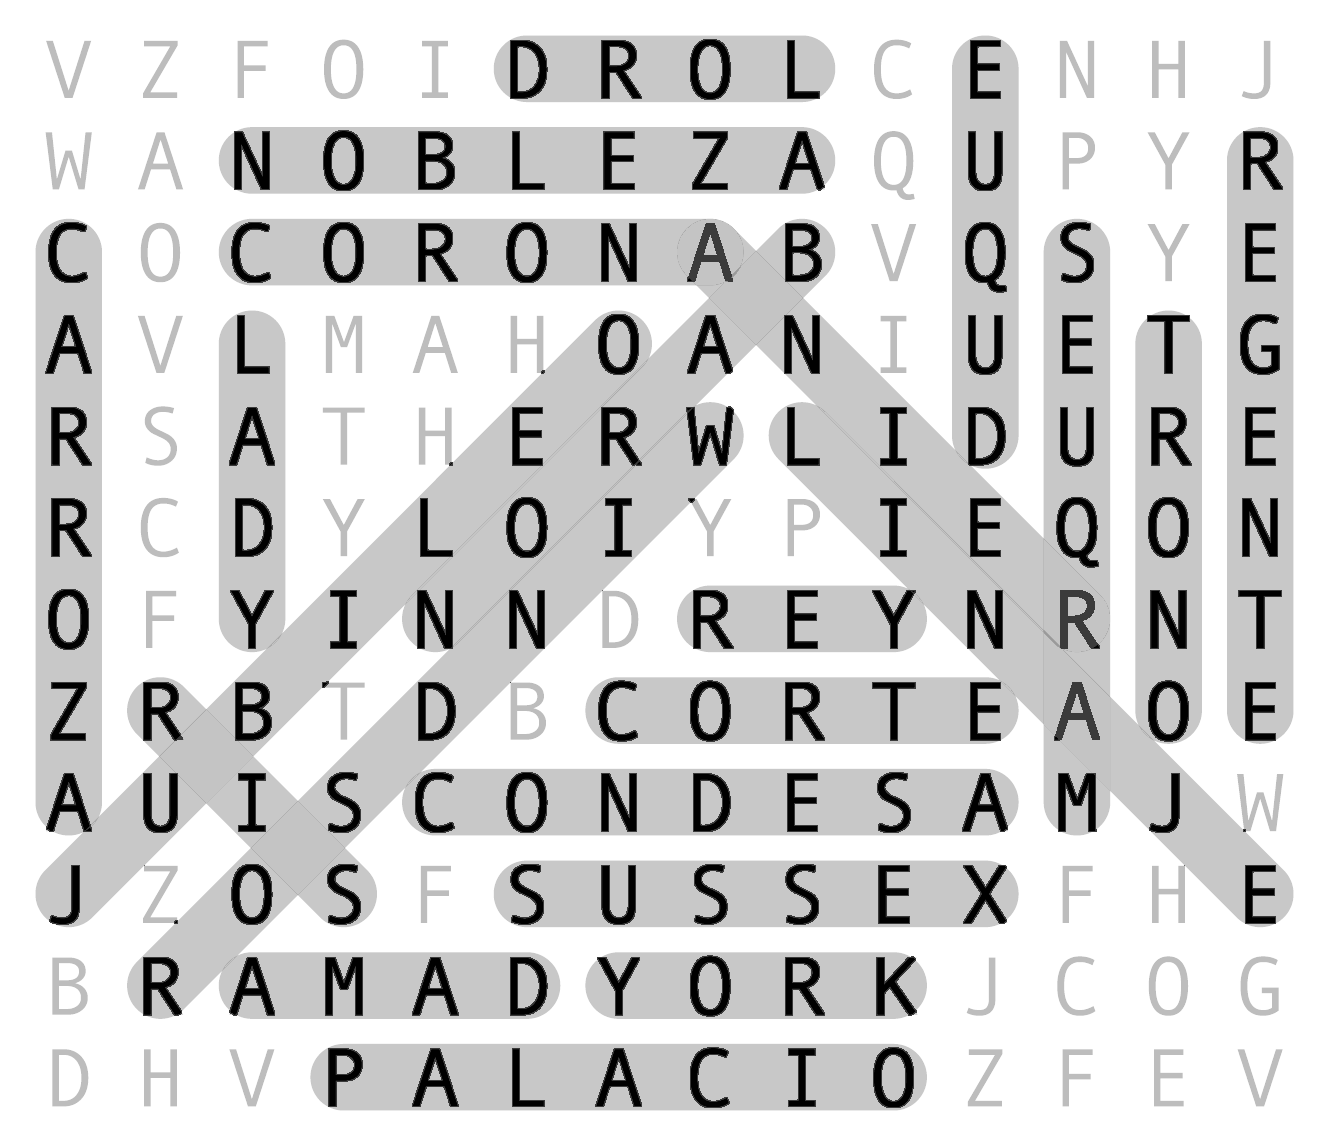 V Z F O I D R O L C E N H J
W A N O B L E Z A Q U P Y R
C O C O R O N A B V Q S Y E
A V L M A H O A N I U E T G
R S A T H E R W L I D U R E
R C D Y L O I Y P I E Q O N
O F Y I N N D R E Y N R N T
Z R B T D B C O R T E A O E
A U I S C O N D E S A M J W
J Z O S F S U S S E X F H E
B R A M A D Y O R K J C O G
D H V P A L A C I O Z F E V